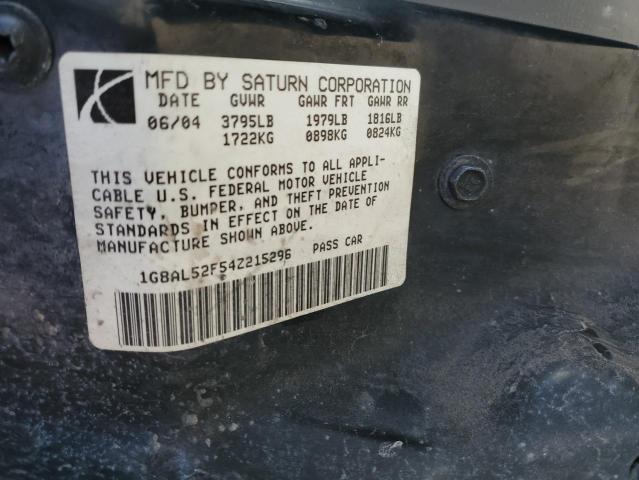 MFD BY SATURN CORPORATION
DATE GVWR GAWR FRT GAWR RR
06/04 3795LB 1979LB 1816LB
1722KG 0898KG 0824KG
THIS VEHICLE CONFORMS TO ALL APPLI-
CABLE U.S. FEDERAL MOTOR VEHICLE
SAFETY, BUMPER, AND THEFT PREVENTION
STANDARDS IN EFFECT ON THE DATE OF
MANUFACTURE SHOWN ABOVE.
1G8AL52F54Z215296 PASS CAR